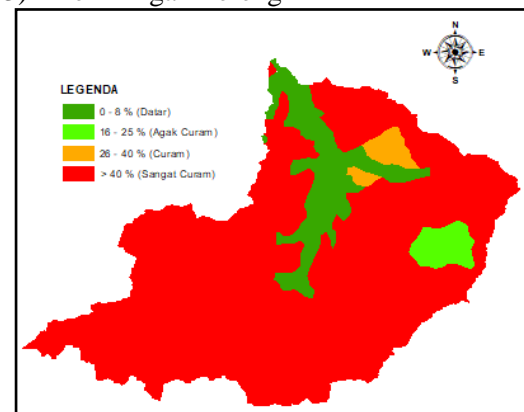 N
W E
S
LEGENDA
0 - 8 % (Datar)
16 - 25 % (Agak Curam)
26 - 40 % (Curam)
> 40 % (Sangat Curam)